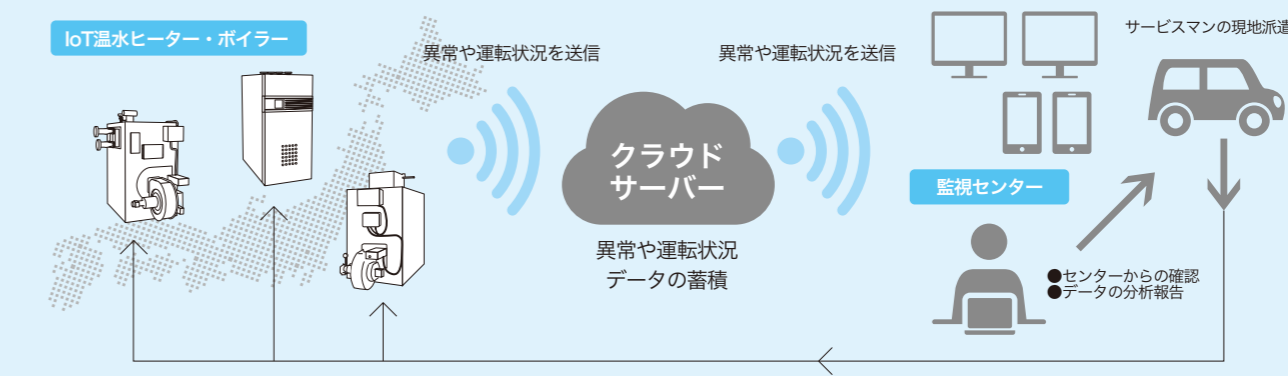 IoT温水ヒーター・ボイラー
異常や運転状況を送信
クラウド
サーバー
異常や運転状況
データの蓄積
異常や運転状況を送信
サービスマンの現地派遣
監視センター
●センターからの確認
●データの分析報告